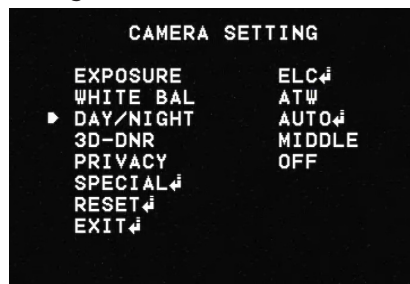 CAMERA SETTING
EXPOSURE ELC↲
WHITE BAL ATW
DAY/NIGHT AUTO↲
3D-DNR MIDDLE
PRIVACY OFF
SPECIAL↲
RESET↲
EXIT↲